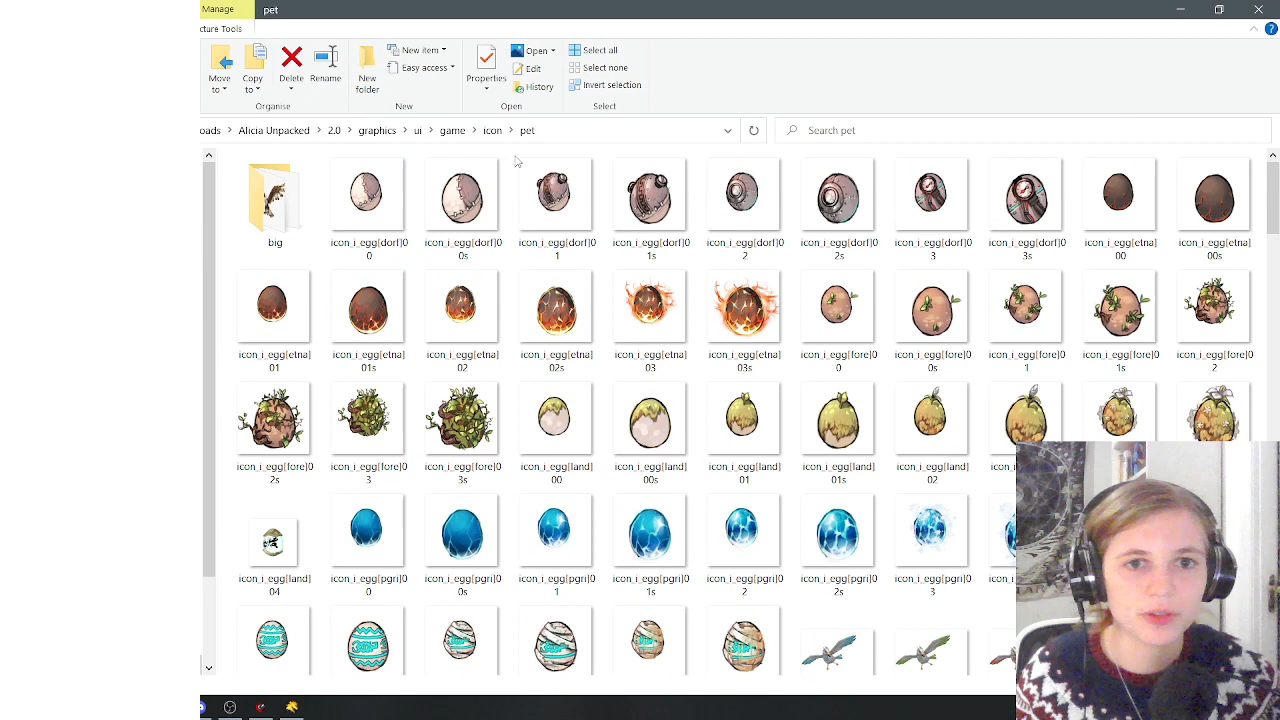 Manage pet
cture Tools
Move to Copy to Delete Rename New folder New item Easy access Properties Open Edit History Select all Select none Invert selection
Organise New Open Select
oads > Alicia Unpacked > 2.0 > graphics > ui > game > icon > pet Search pet
big icon_i_egg[dorf]0 icon_i_egg[dorf]0 icon_i_egg[dorf]0 icon_i_egg[dorf]0 icon_i_egg[dorf]0 icon_i_egg[dorf]0 icon_i_egg[dorf]0 icon_i_egg[dorf]0 icon_i_egg[etna] icon_i_egg[etna]
0 0s 1 1s 2 2s 3 3s 00 00s
icon_i_egg[etna] icon_i_egg[etna] icon_i_egg[etna] icon_i_egg[etna] icon_i_egg[etna] icon_i_egg[etna] icon_i_egg[fore]0 icon_i_egg[fore]0 icon_i_egg[fore]0 icon_i_egg[fore]0 icon_i_egg[fore]0
01 01s 02 02s 03 03s 0 0s 1 1s 2
icon_i_egg[fore]0 icon_i_egg[fore]0 icon_i_egg[fore]0 icon_i_egg[land] icon_i_egg[land] icon_i_egg[land] icon_i_egg[land] icon_i_egg[land] icon_
2s 3 3s 00 00s 01 01s 02
icon_i_egg[land] icon_i_egg[pgri]0 icon_i_egg[pgri]0 icon_i_egg[pgri]0 icon_i_egg[pgri]0 icon_i_egg[pgri]0 icon_i_egg[pgri]0 icon_i_egg[pgri]0 icon_
04 0 0s 1 1s 2 2s 3